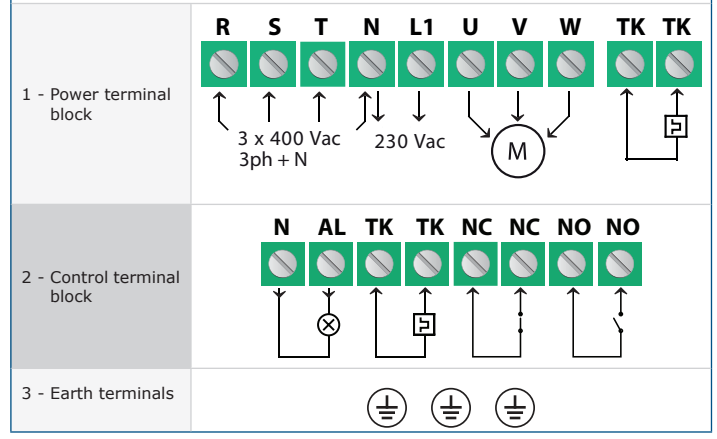 R S T N L1 U V W TK TK
1 - Power terminal
block
3 x 400 Vac
3ph + N
230 Vac
M
N AL TK TK NC NC NO NO
2 - Control terminal
block
3 - Earth terminals